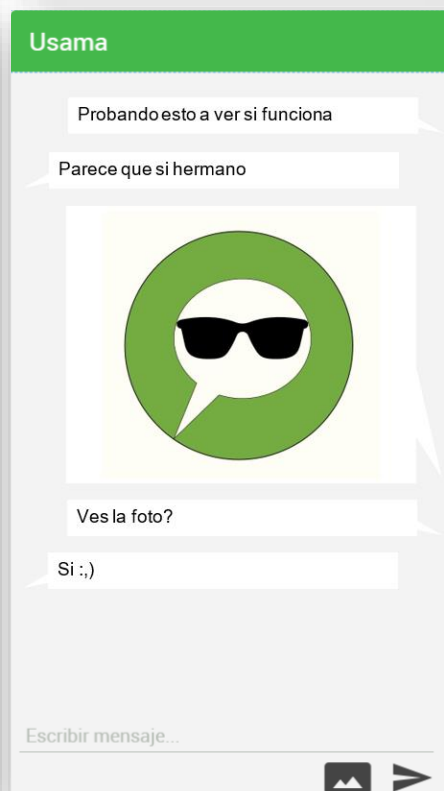 Usama
Probando esto a ver si funciona
Parece que si hermano
Ves la foto?
Si :,)
Escribir mensaje...